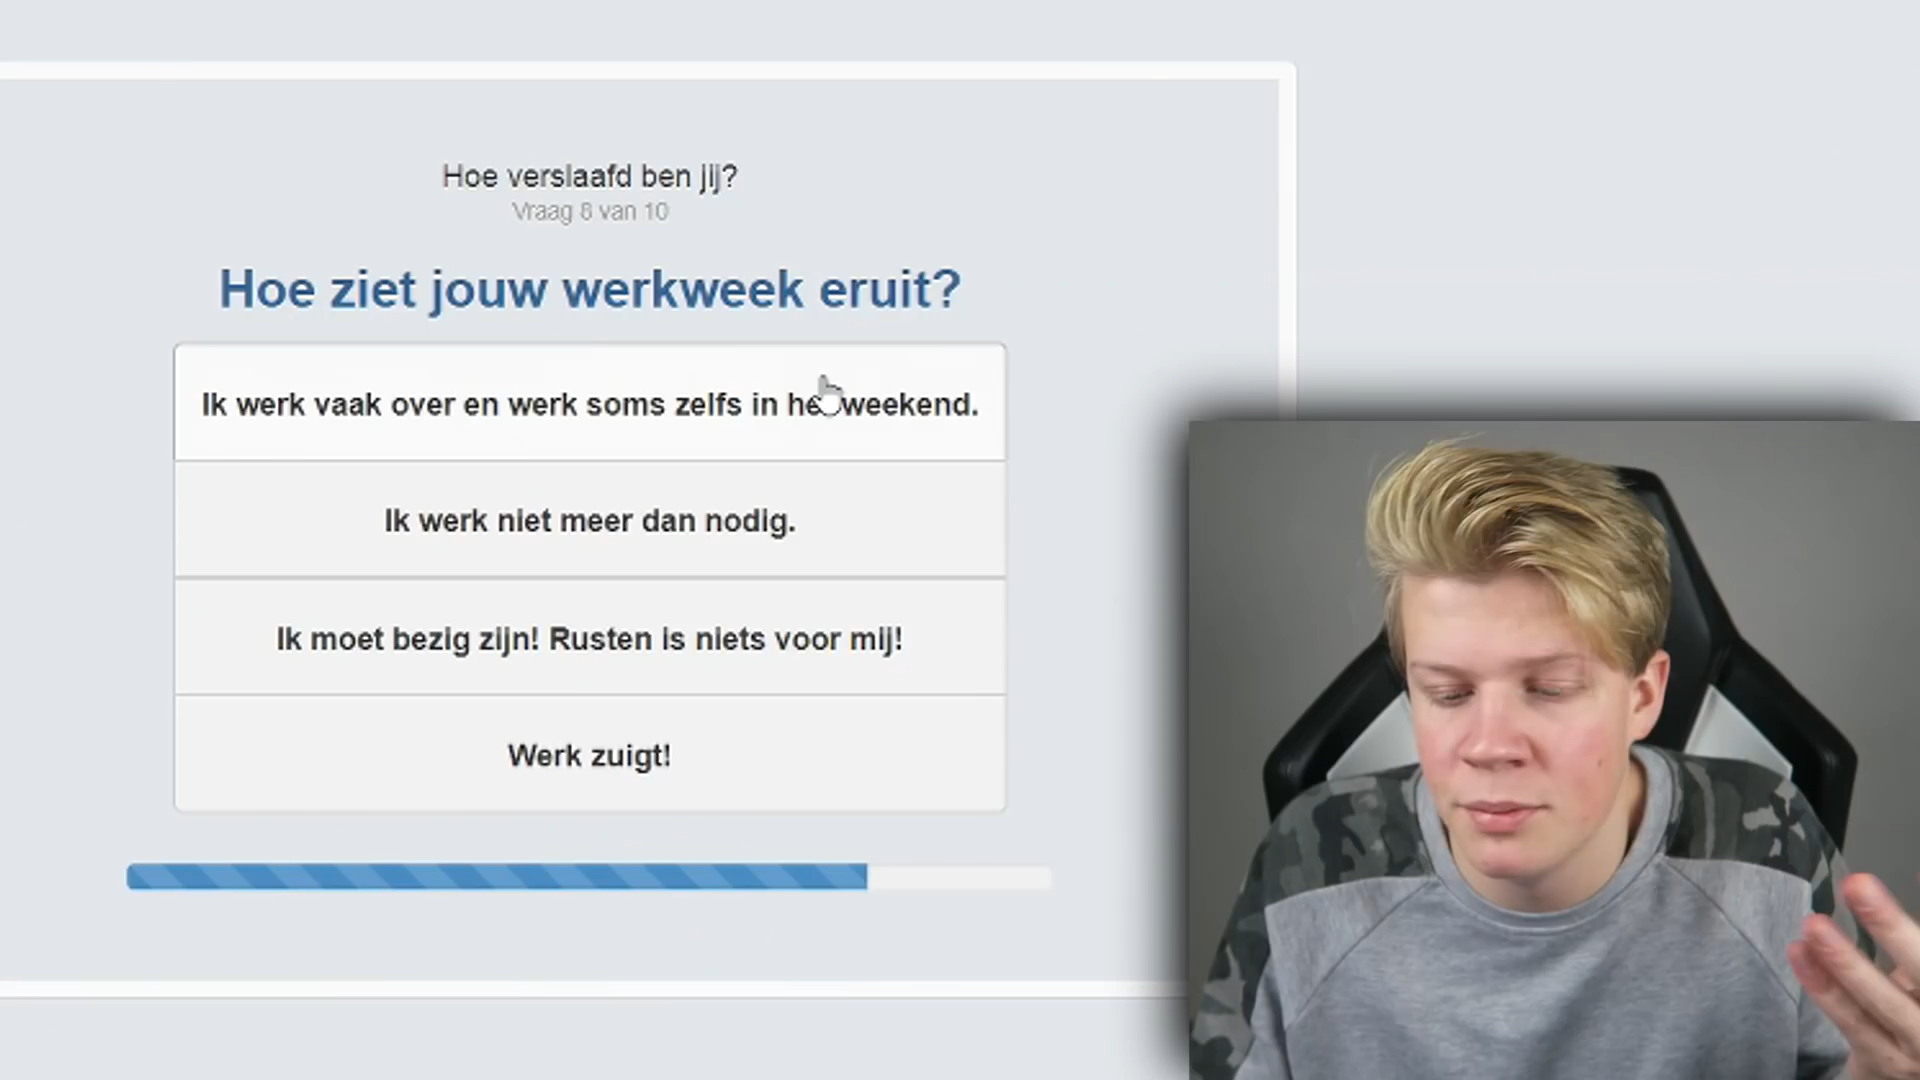 Hoe verslaafd ben jij?
Vraag 8 van 10
Hoe ziet jouw werkweek eruit?
Ik werk vaak over en werk soms zelfs in het weekend.
Ik werk niet meer dan nodig.
Ik moet bezig zijn! Rusten is niets voor mij!
Werk zuigt!